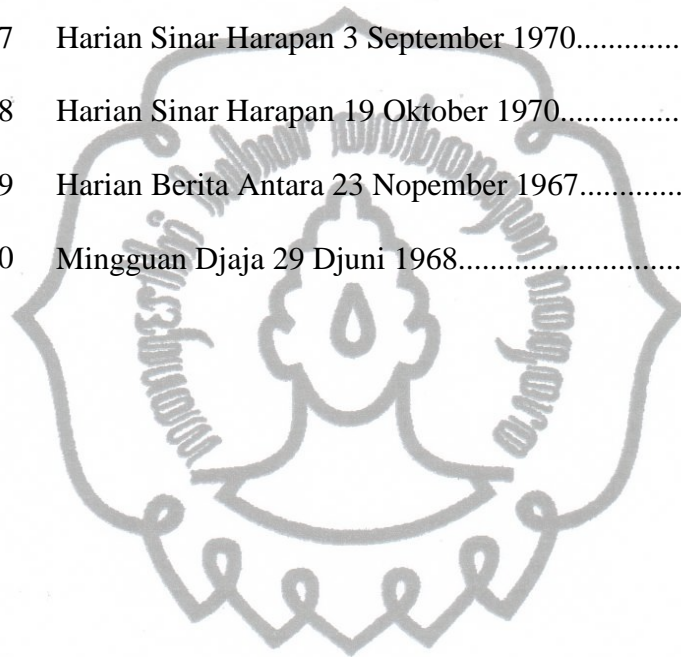 7 Harian Sinar Harapan 3 September 1970..............
8 Harian Sinar Harapan 19 Oktober 1970................
9 Harian Berita Antara 23 Nopember 1967.............
0 Mingguan Djaja 29 Djuni 1968............................